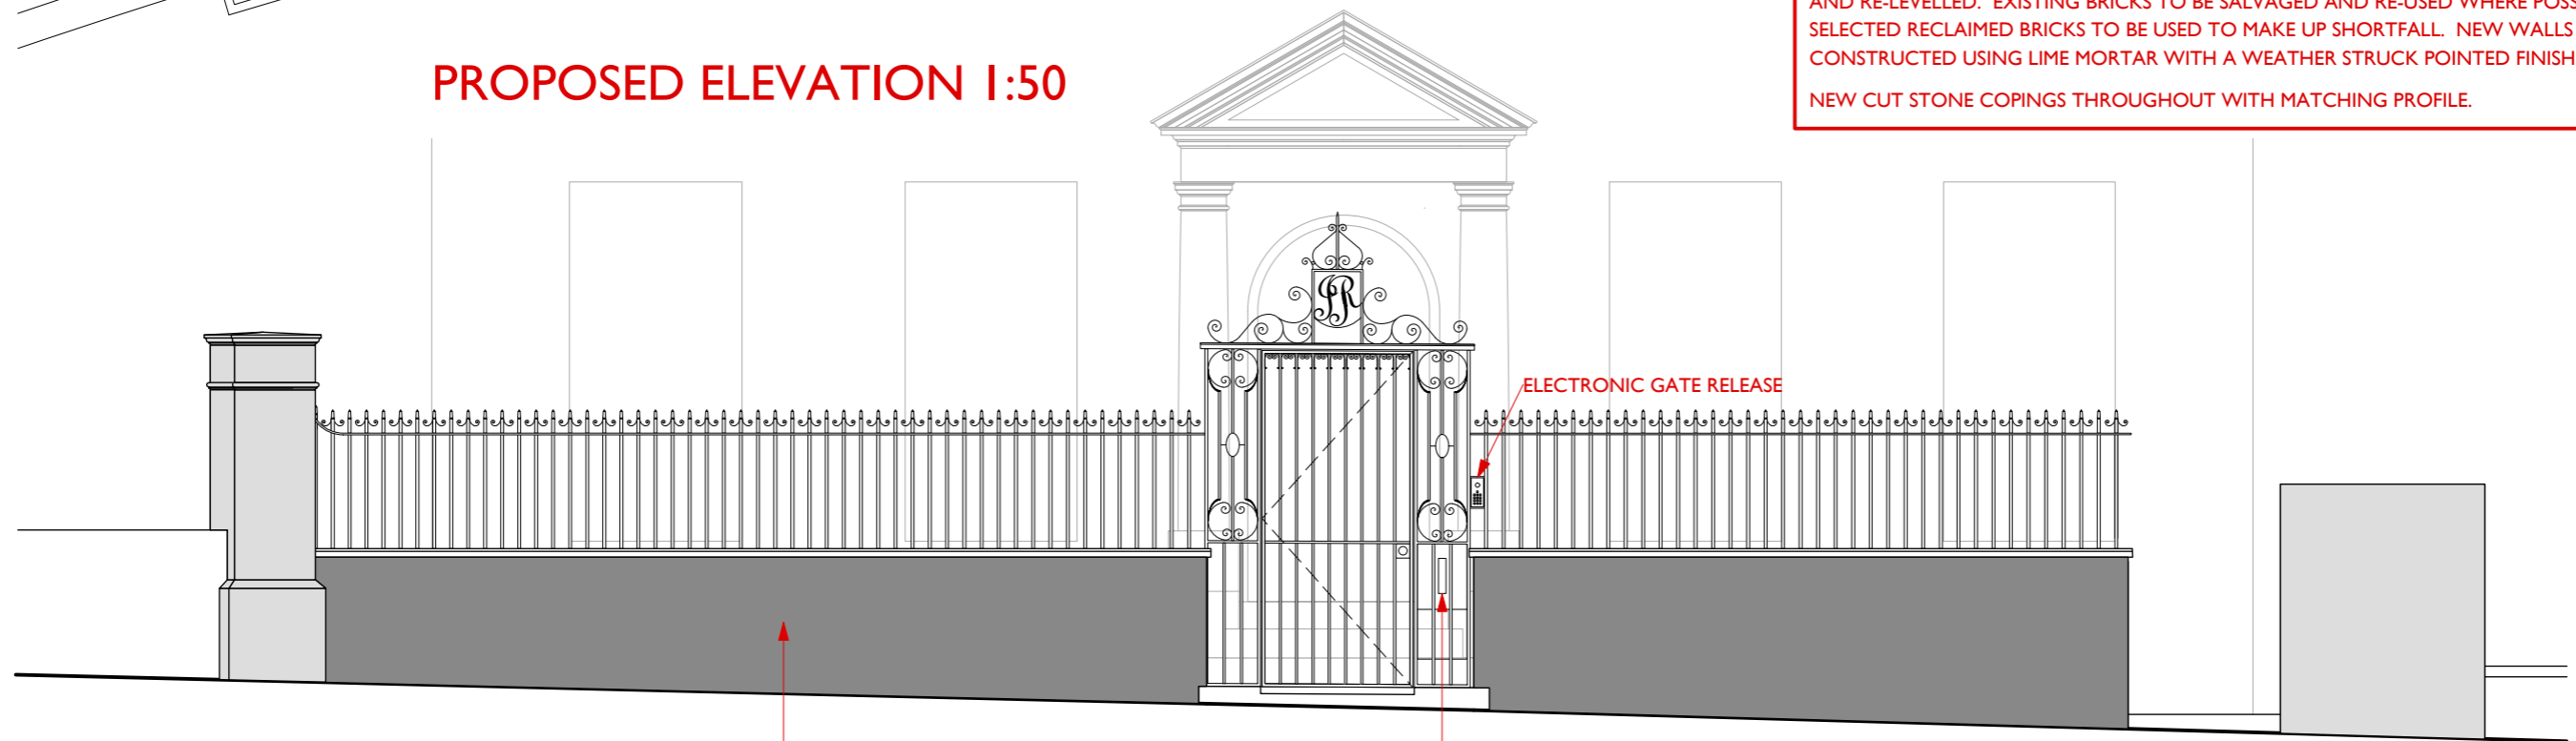 AND RE-LEVELLED. EXISTING BRICKS TO BE SALVAGED AND RE-USED WHERE
SELECTED RECLAIMED BRICKS TO BE USED TO MAKE UP SHORTFALL. NEW WALLS
CONSTRUCTED USING LIME MORTAR WITH A WEATHER STRUCK POINTED FINISH
NEW CUT STONE COPINGS THROUGHOUT WITH MATCHING PROFILE.
PROPOSED ELEVATION 1:50
JR
ELECTRONIC GATE RELEASE